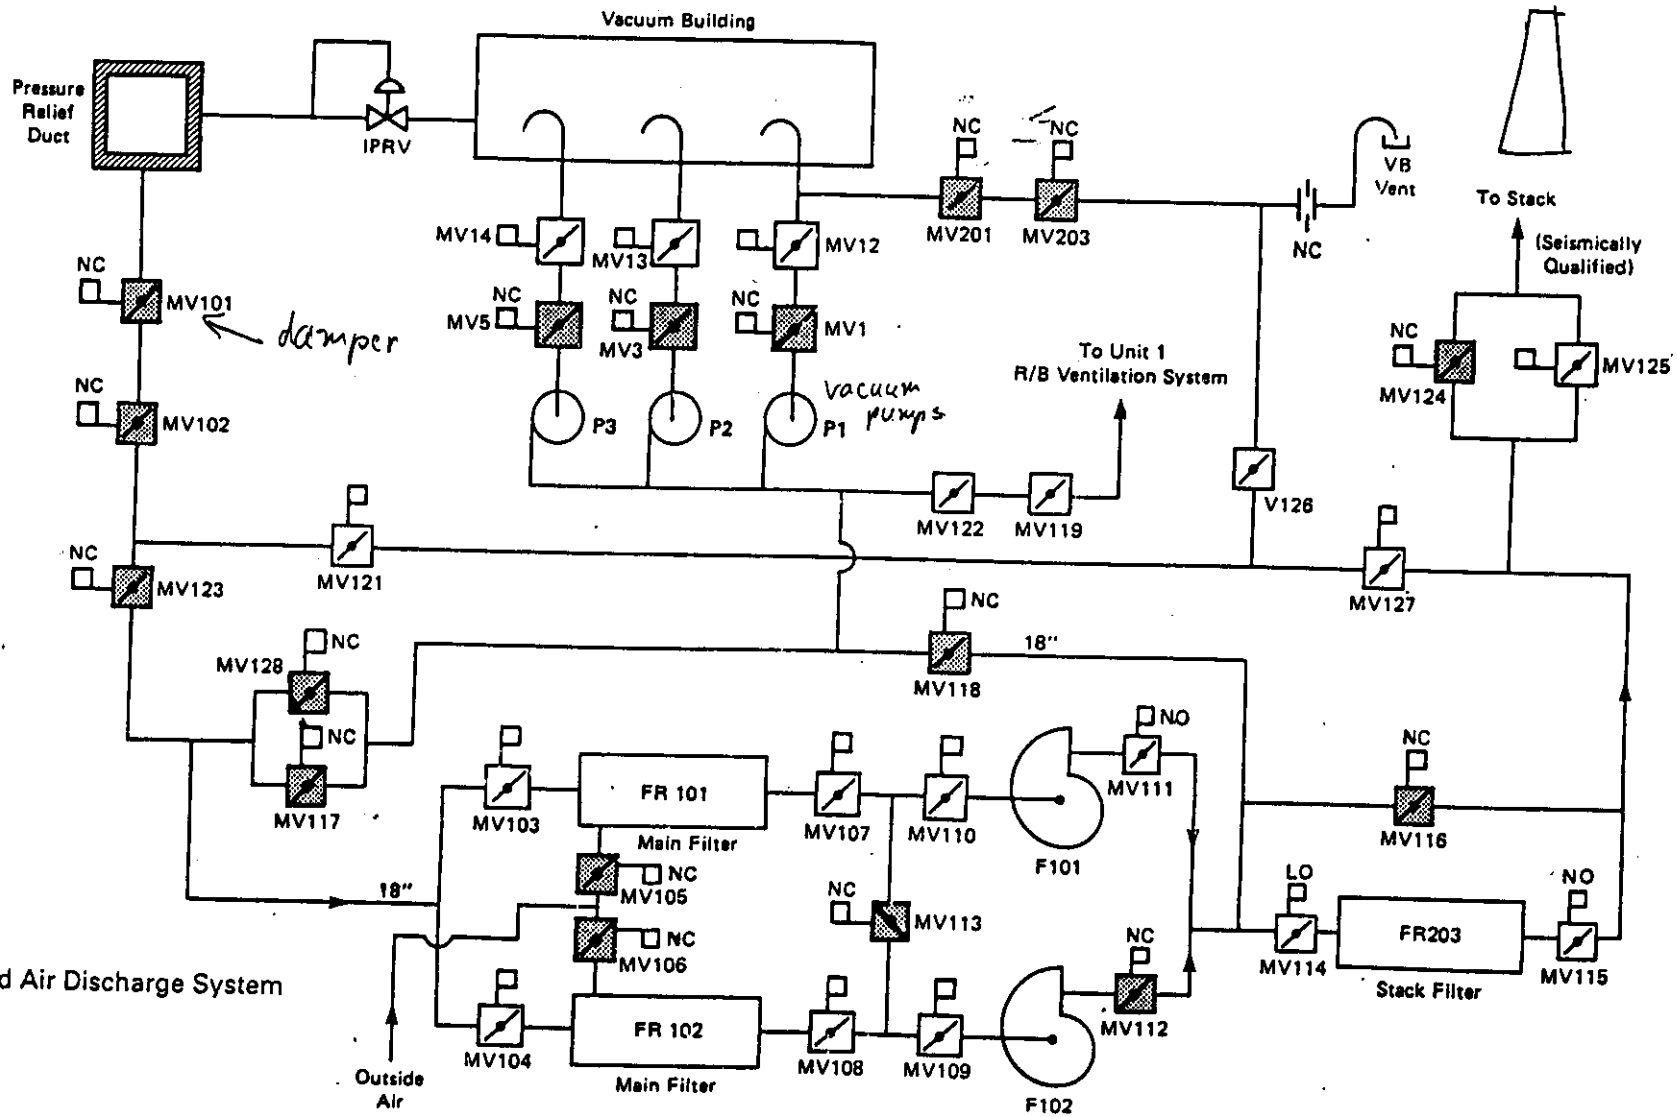 Vacuum Building
Pressure
Relief
Duct
IPRV
NC
NC
VB
Vent
To Stack
(Seismically
Qualified)
MV14
MV13
MV12
MV201
MV203
NC
NC
MV101
damper
NC
MV5
NC
MV3
NC
MV1
To Unit 1
R/B Ventilation System
NC
MV124
MV125
NC
MV102
P3
P2
vacuum
pumps
P1
MV122
MV119
V126
NC
MV123
MV121
MV127
NC
MV118
18"
NC
MV128
NC
MV117
MV103
FR 101
Main Filter
MV107
MV110
F101
NO
MV111
NC
MV116
18"
NC
MV105
NC
MV106
NC
MV113
LO
MV114
FR203
Stack Filter
NO
MV115
d Air Discharge System
MV104
FR 102
Main Filter
MV108
MV109
F102
NC
MV112
Outside
Air